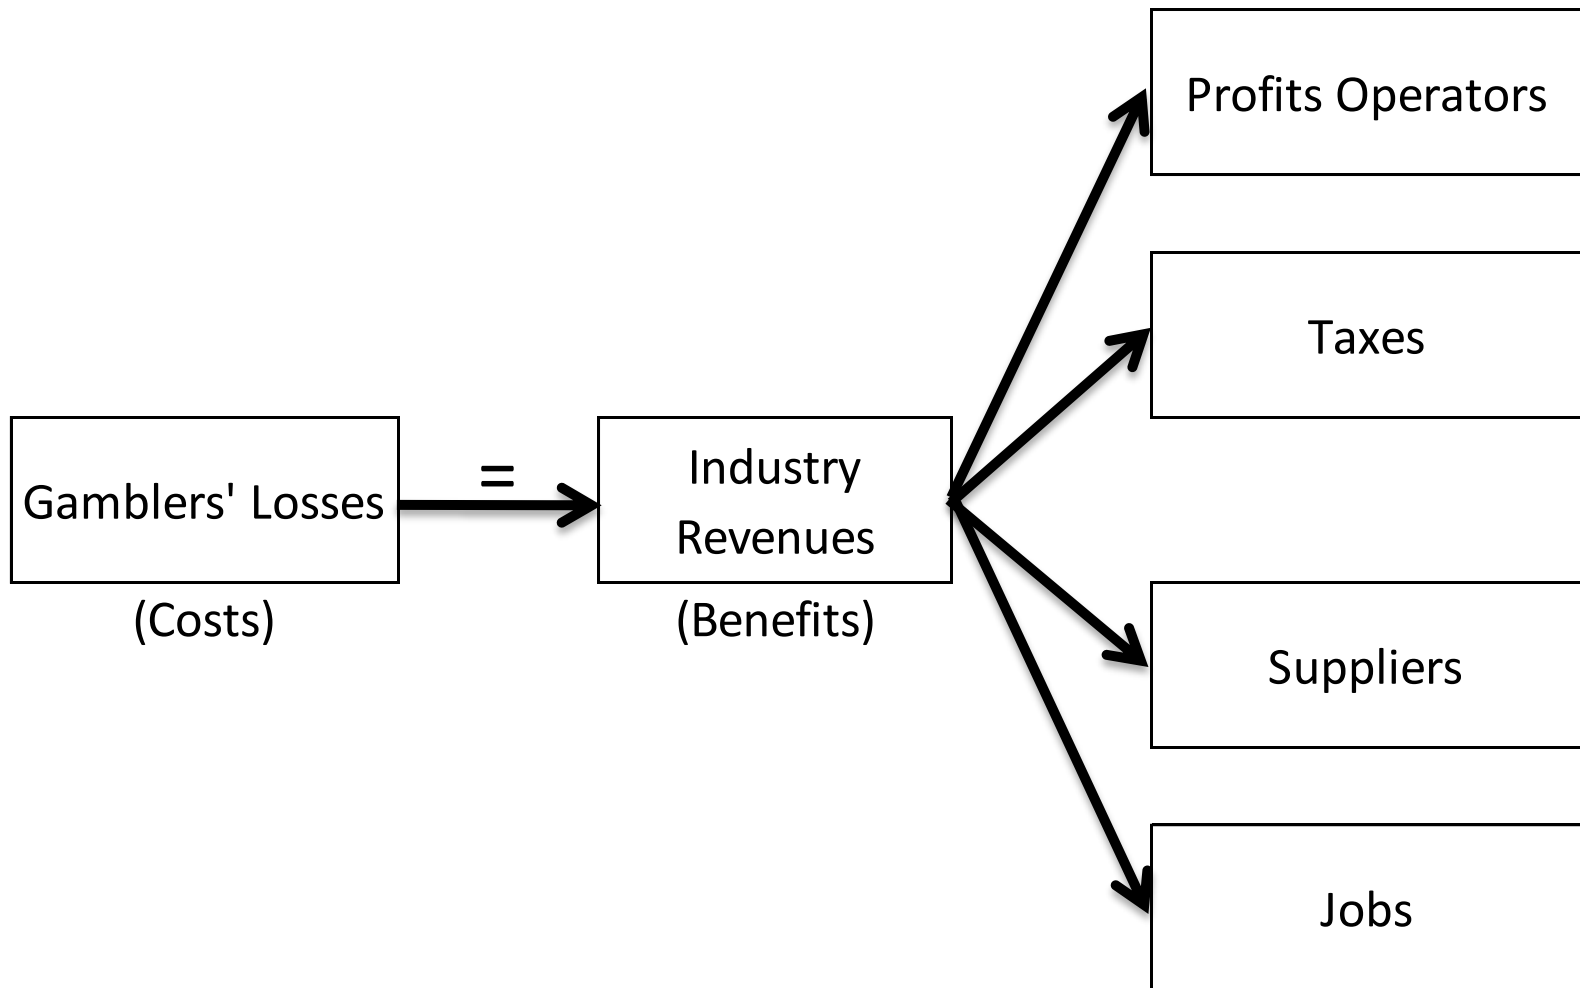 Gamblers' Losses
(Costs)
=
Industry
Revenues
(Benefits)
Profits Operators
Taxes
Suppliers
Jobs